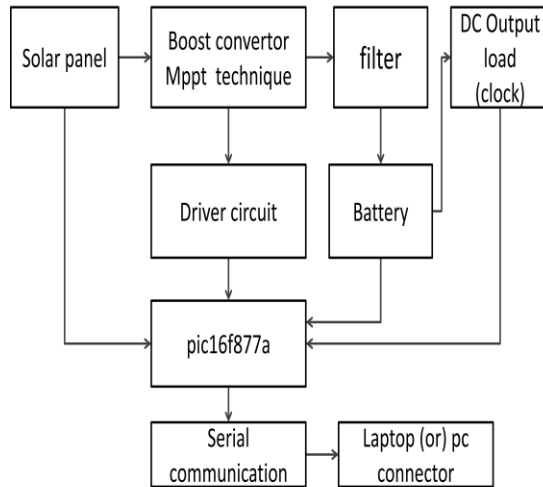 Solar panel
Boost convertor
Mppt technique
filter
DC Output
load
(clock)
Driver circuit
Battery
pic16f877a
Serial
communication
Laptop (or) pc
connector